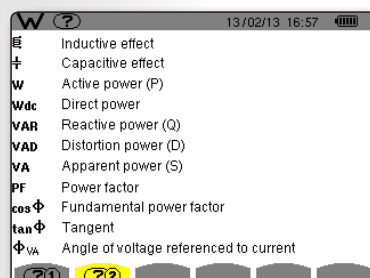 W ?
13/02/13 16:57
Inductive effect
Capacitive effect
W Active power (P)
Wdc Direct power
VAR Reactive power (Q)
VAD Distortion power (D)
VA Apparent power (S)
PF Power factor
cos Φ Fundamental power factor
tan Φ Tangent
Φ VA Angle of voltage referenced to current
?1 ?2